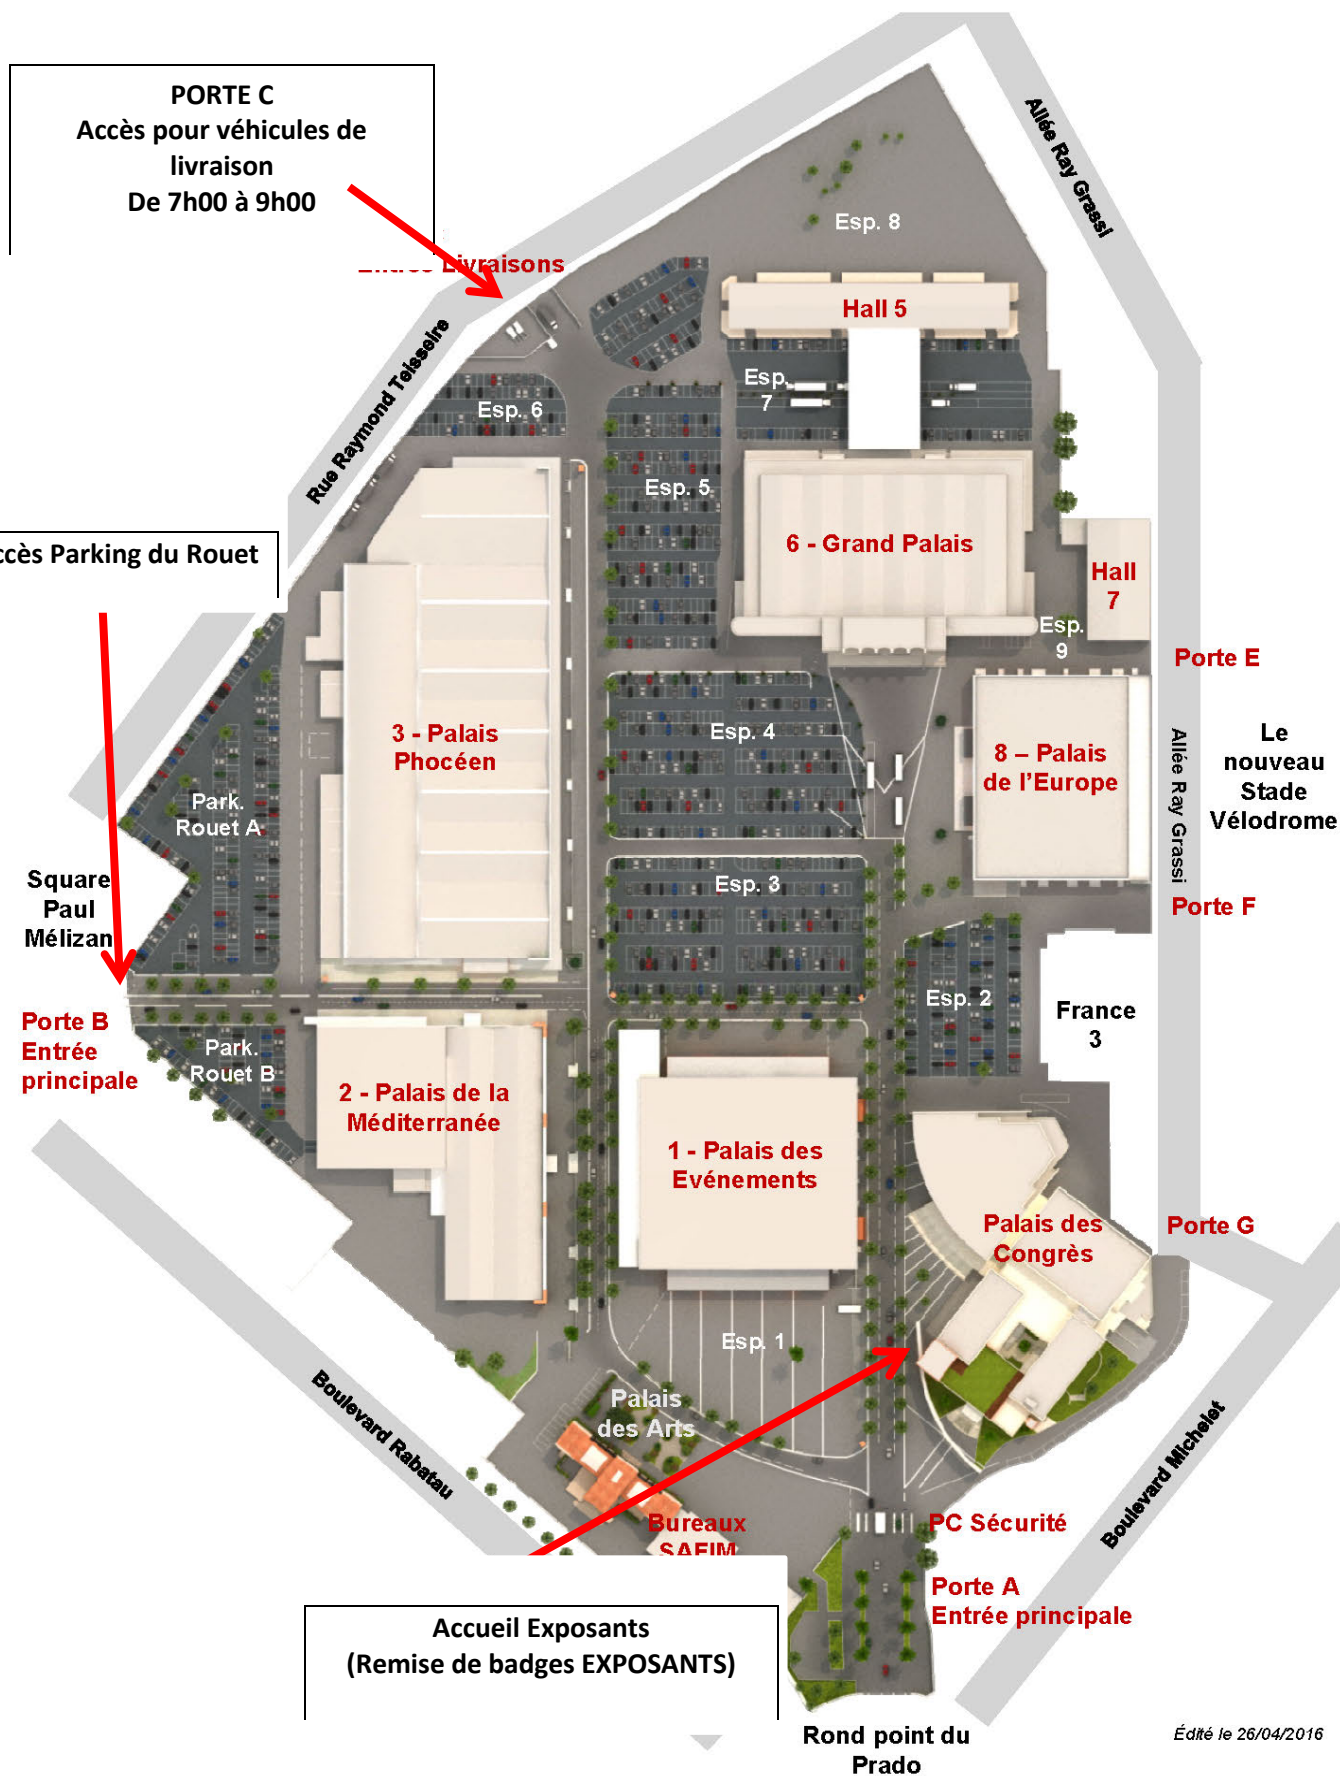 PORTE C
Accès pour véhicules de
livraison
De 7h00 à 9h00
Livraisons
Allée Ray Grassi
Esp. 8
Hall 5
Rue Raymond Teisseire
Esp. 6
Esp.
7
Esp. 5
6 - Grand Palais
Hall
7
Parking du Rouet
Esp.
9
Porte E
3 - Palais
Phocéen
Esp. 4
8 – Palais
de l'Europe
Allée Ray Grassi
Le
nouveau
Stade
Vélodrome
Park.
Rouet A
Square
Paul
Mélizan
Esp. 3
Porte F
Esp. 2
France
3
Porte B
Entrée
principale
Park.
Rouet B
2 - Palais de la
Méditerranée
1 - Palais des
Evénements
Palais des
Congrès
Porte G
Esp. 1
Palais
des Arts
Boulevard Rabatau
Boulevard Michelet
Bureaux
SAFIM
PC Sécurité
Porte A
Entrée principale
Accueil Exposants
(Remise de badges EXPOSANTS)
Rond point du
Prado
Édité le 26/04/2016